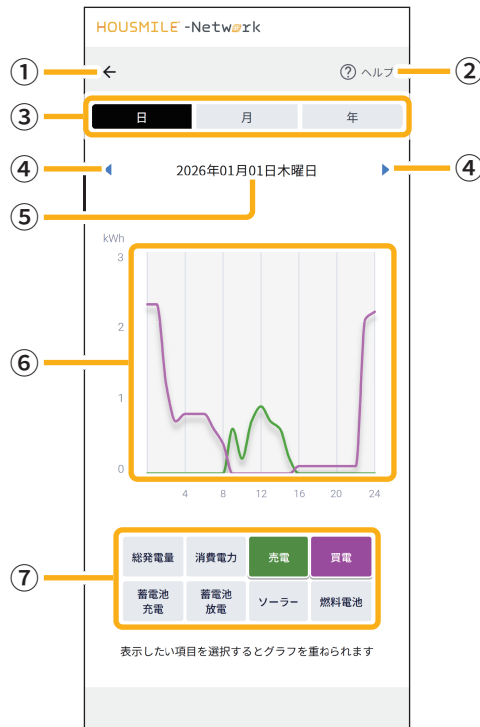 HOUSMILE-Network
① ← ヘルプ ②
③ 日 月 年
④ 2026年01月01日木曜日 ④
⑤
kWh
3
2
⑥
1
0
4 8 12 16 20 24
総発電量 消費電力 売電 買電
⑦
蓄電池充電 蓄電池放電 ソーラー 燃料電池
表示したい項目を選択するとグラフを重ねられます